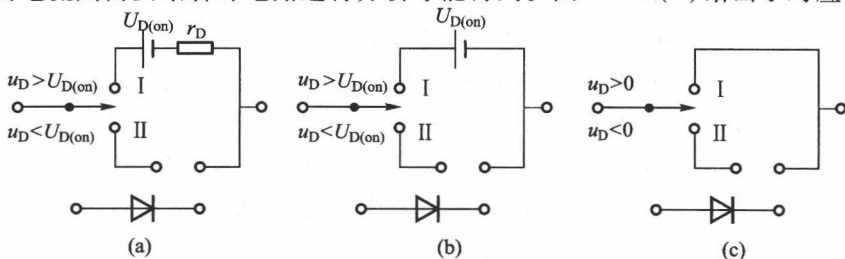 U_D(on) r_D
u_D>U_D(on) I
u_D<U_D(on) II
(a)
U_D(on)
u_D>U_D(on) I
u_D<U_D(on) II
(b)
u_D>0 I
u_D<0 II
(c)